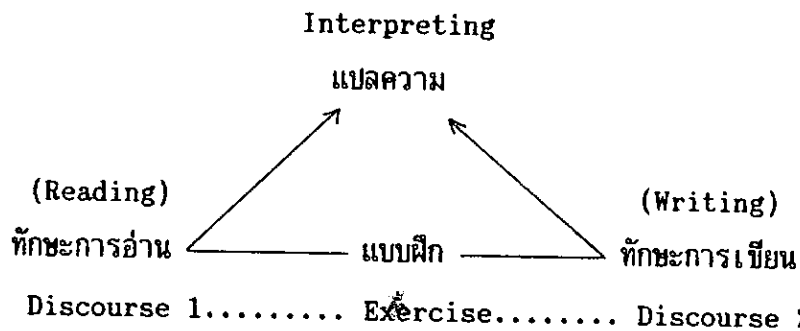 Interpreting
แปลความ
(Reading) (Writing)
ทักษะการอ่าน แบบฝึก ทักษะการเขียน
Discourse 1......... Exercise........ Discourse